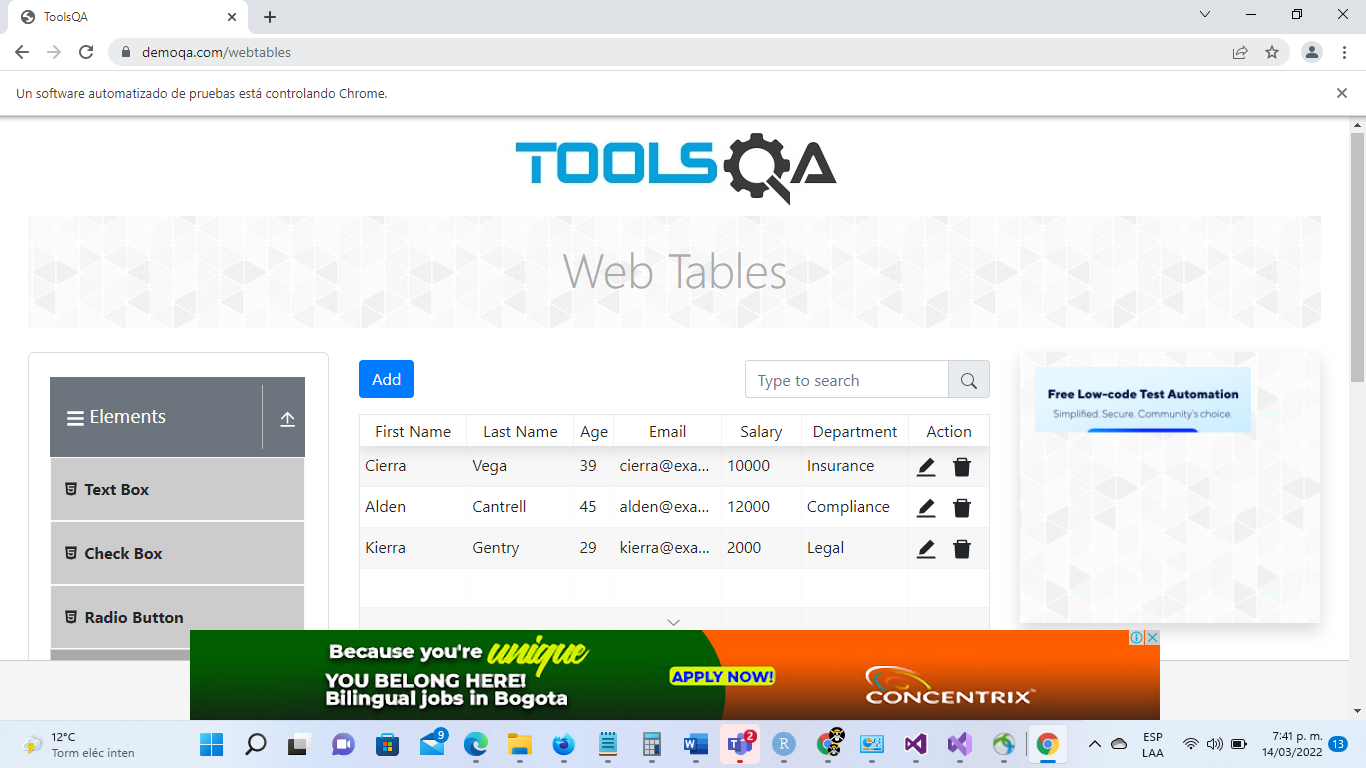 ToolsQA
demoqa.com/webtables
Un software automatizado de pruebas está controlando Chrome.
TOOLSQA
Web Tables
Elements
Text Box
Check Box
Radio Button
Add
Type to search
First Name Last Name Age Email Salary Department Action
Cierra Vega 39 cierra@exa... 10000 Insurance
Alden Cantrell 45 alden@exa... 12000 Compliance
Kierra Gentry 29 kierra@exa... 2000 Legal
Free Low-code Test Automation
Simplified. Secure. Community's choice.
Because you're unique
YOU BELONG HERE!
Bilingual jobs in Bogota
APPLY NOW!
CONCENTRIX
12°C
Torm eléc inten
9
W
2
R
ESP
LAA
7:41 p. m.
14/03/2022
13